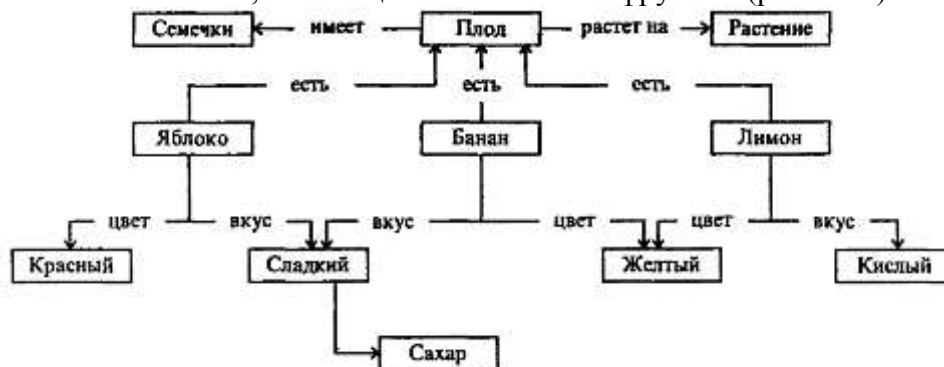 Семечки имеет Плод растет на Растение
есть есть есть
Яблоко Банан Лимон
цвет вкус вкус цвет цвет вкус
Красный Сладкий Желтый Кислый
Сахар